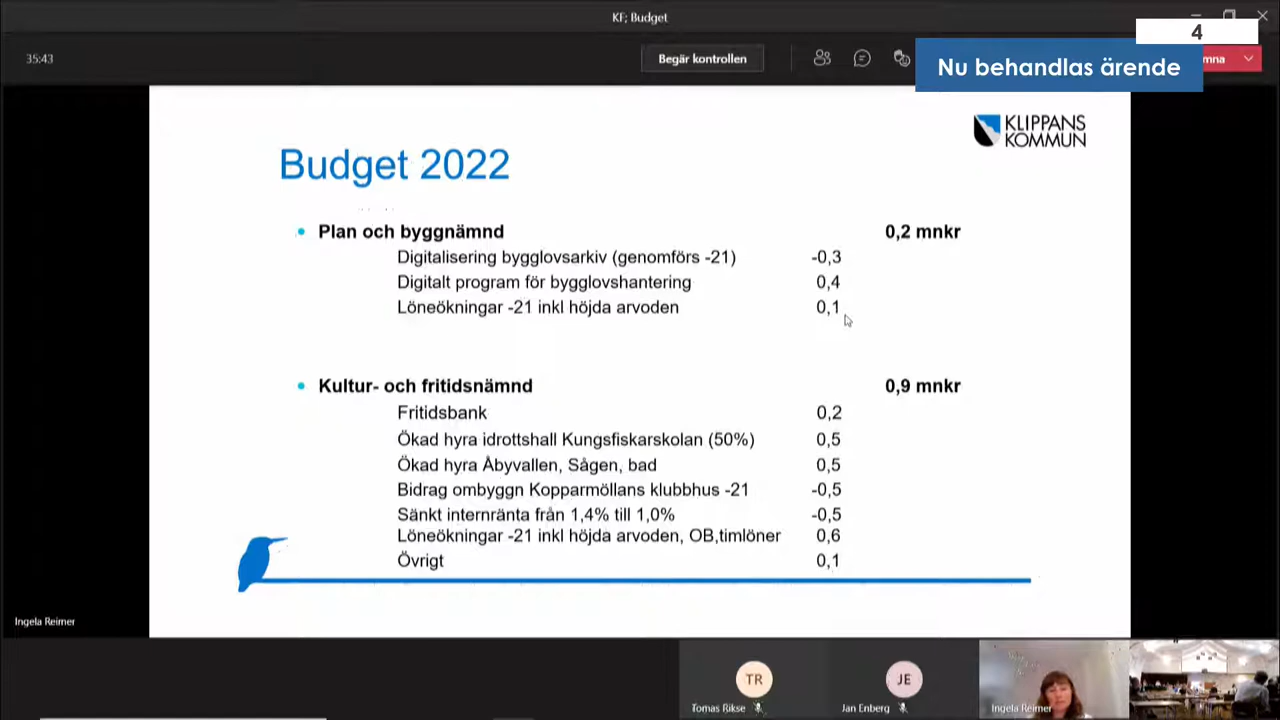 KF; Budget
4
35:43
Begär kontrollen
Nu behandlas ärende
mna
KLIPPANS
KOMMUN
Budget 2022
• Plan och byggnämnd 0,2 mnkr
Digitalisering bygglovsarkiv (genomförs -21) -0,3
Digitalt program för bygglovshantering 0,4
Löneökningar -21 inkl höjda arvoden 0,1
• Kultur- och fritidsnämnd 0,9 mnkr
Fritidsbank 0,2
Ökad hyra idrottshall Kungsfiskarskolan (50%) 0,5
Ökad hyra Åbyvallen, Sågen, bad 0,5
Bidrag ombyggn Kopparmöllans klubbhus -21 -0,5
Sänkt internränta från 1,4% till 1,0% -0,5
Löneökningar -21 inkl höjda arvoden, OB,timlöner 0,6
Övrigt 0,1
Ingela Reimer
TR
JE
Tomas Rikse
Jan Enberg
Ingela Reimer